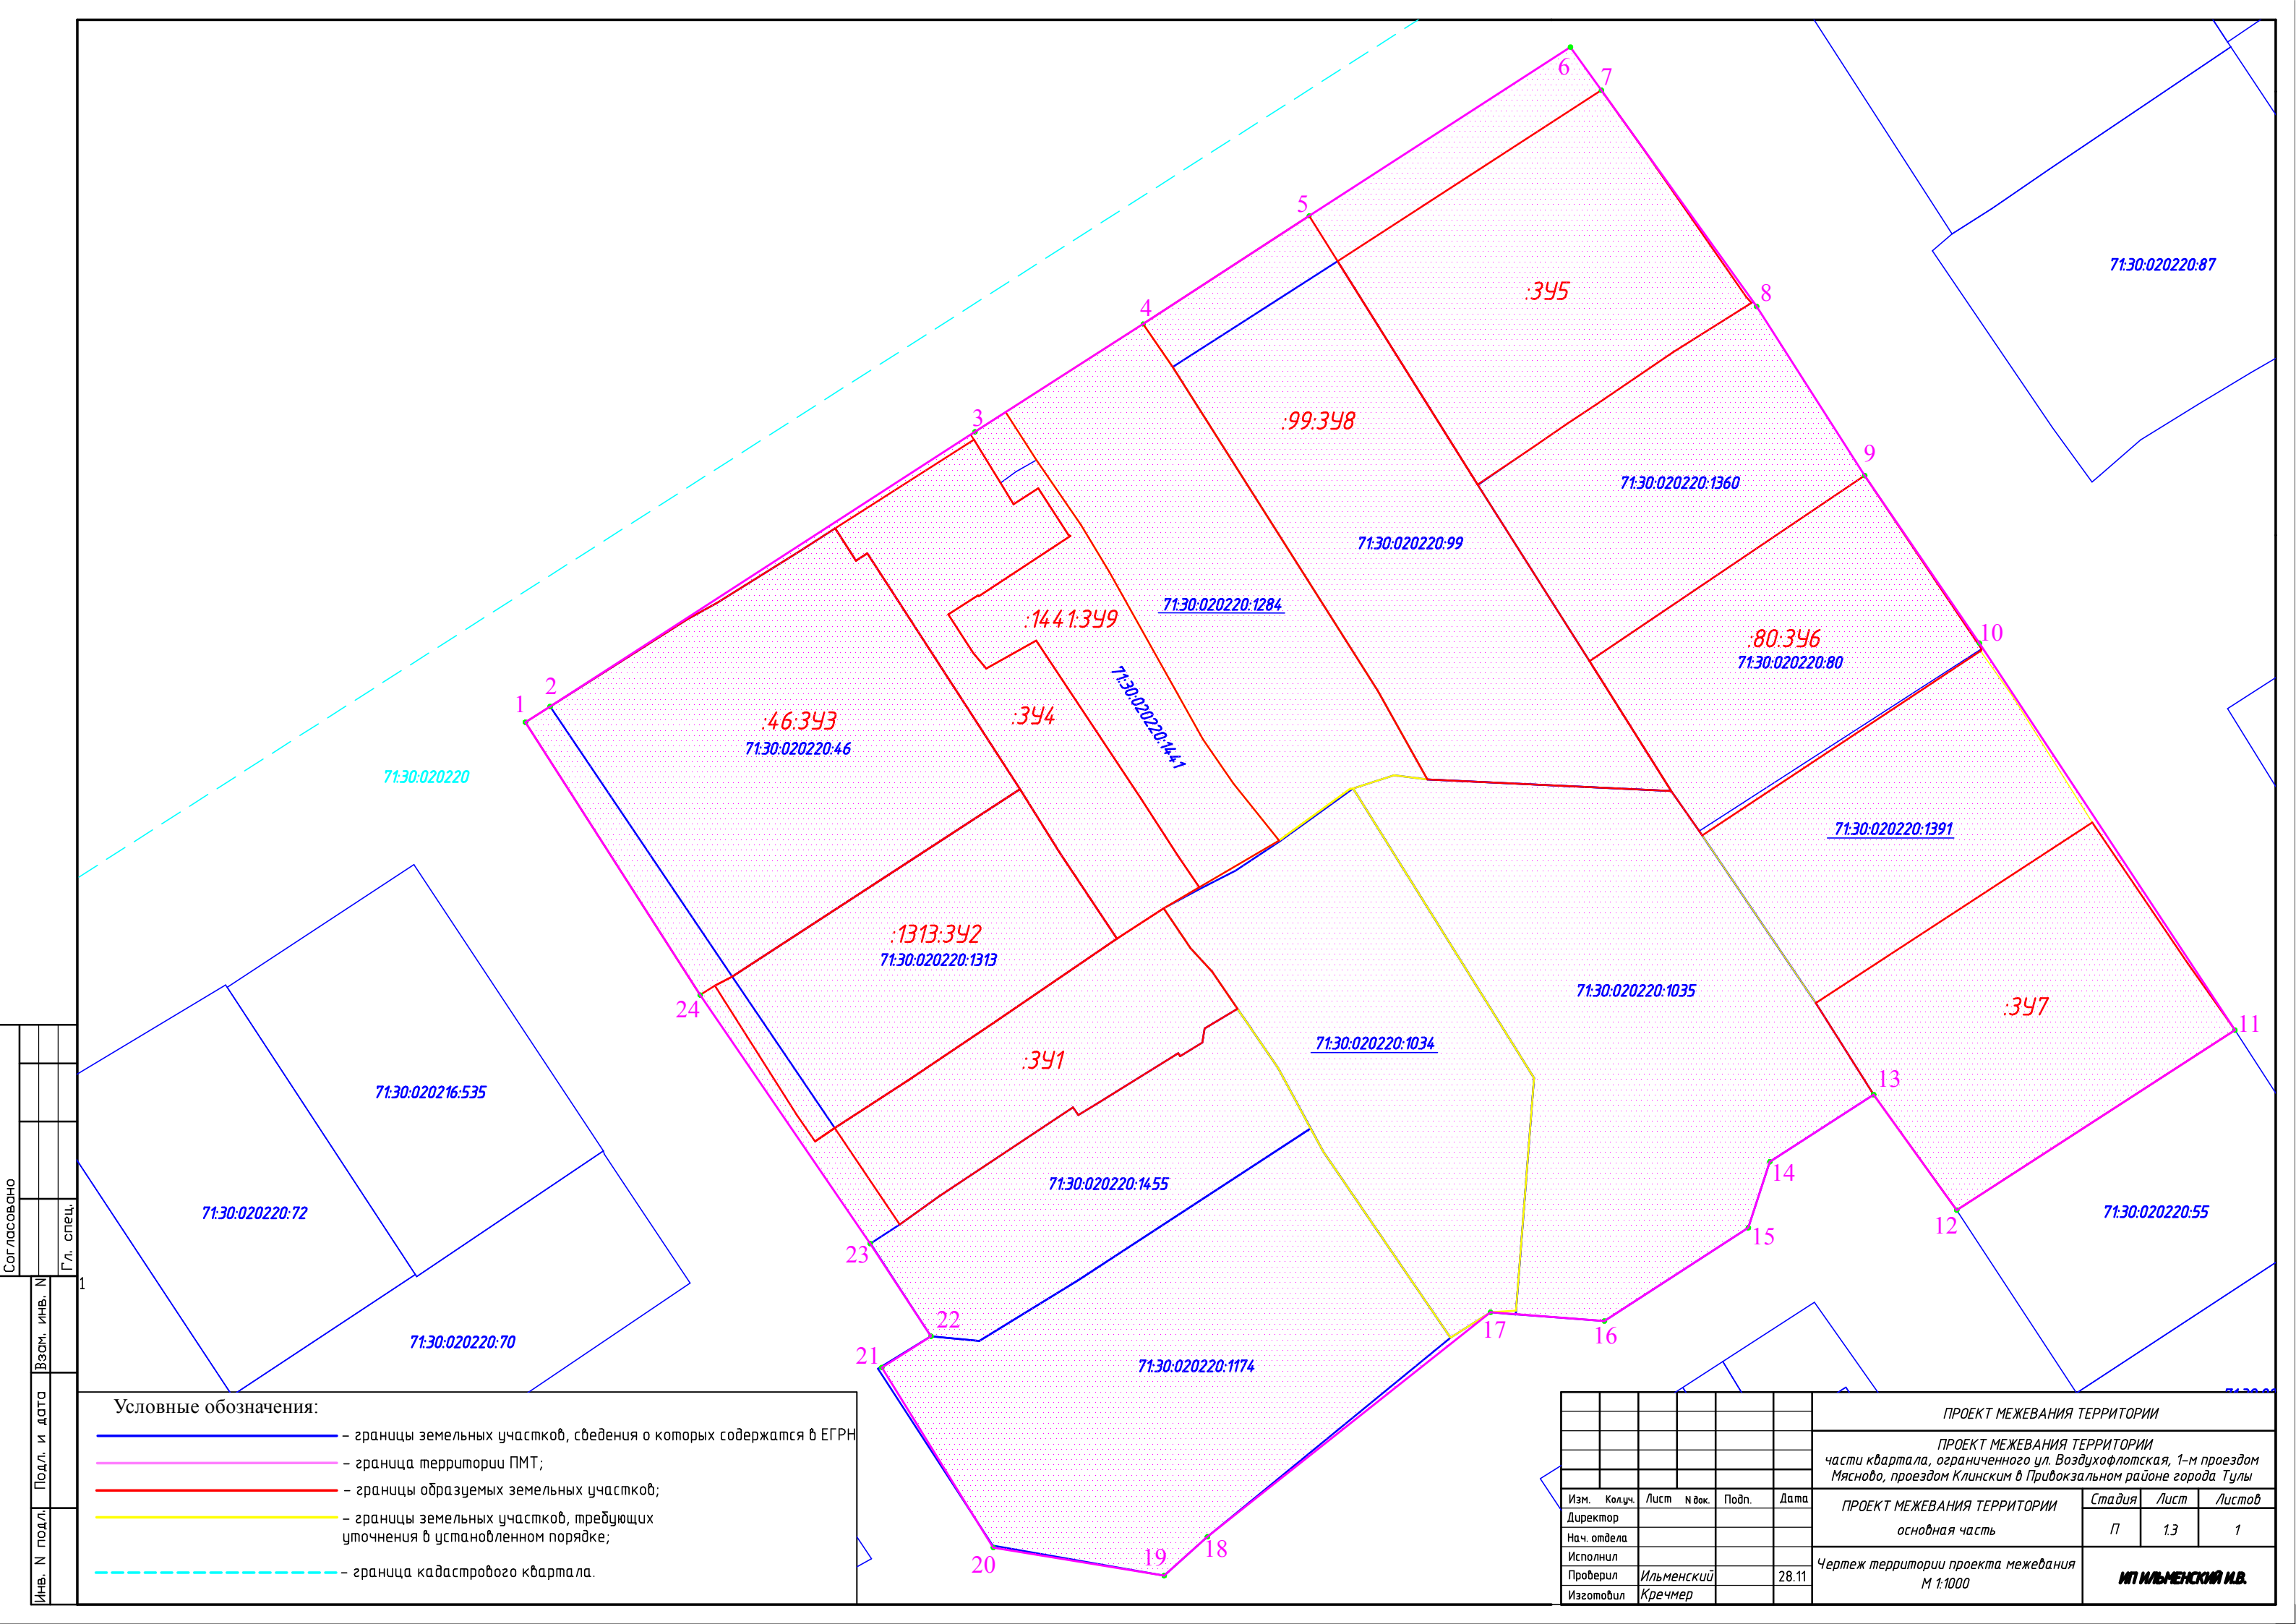 6
7
5
:ЗУ5
71:30:020220:87
8
4
:99:ЗУ8
3
9
71:30:020220:1360
71:30:020220:99
71:30:020220:1284
:1441:ЗУ9
10
:80:ЗУ6
71:30:020220:80
71:30:020220:1441
2
1
:46:ЗУ3
71:30:020220:46
:ЗУ4
71:30:020220
71:30:020220:1391
:1313:ЗУ2
71:30:020220:1313
24
71:30:020220:1035
:ЗУ7
11
71:30:020220:1034
:ЗУ1
13
71:30:020216:535
14
71:30:020220:1455
71:30:020220:72
71:30:020220:55
12
15
23
22
17
16
71:30:020220:70
21
71:30:020220:1174
18
19
20
Согласовано
Гл. спец.
Взам. инв. N
Подл. и дата
Инв. N подл.
1
Условные обозначения:
– границы земельных участков, сведения о которых содержатся в ЕГРН
– граница территории ПМТ;
– границы образуемых земельных участков;
– границы земельных участков, требующих
уточнения в установленном порядке;
– граница кадастрового квартала.
ПРОЕКТ МЕЖЕВАНИЯ ТЕРРИТОРИИ
ПРОЕКТ МЕЖЕВАНИЯ ТЕРРИТОРИИ
части квартала, ограниченного ул. Воздухофлотская, 1-м проездом
Мясново, проездом Клинским в Привокзальном районе города Тулы
Изм. Кол.уч. Лист N док. Подп. Дата
Директор
Нач. отдела
Исполнил
Проверил Ильменский 28.11
Изготовил Кречмер
ПРОЕКТ МЕЖЕВАНИЯ ТЕРРИТОРИИ
основная часть
Стадия Лист Листов
П 1.3 1
Чертеж территории проекта межевания
М 1:1000
ИП ИЛЬМЕНСКИЙ И.В.